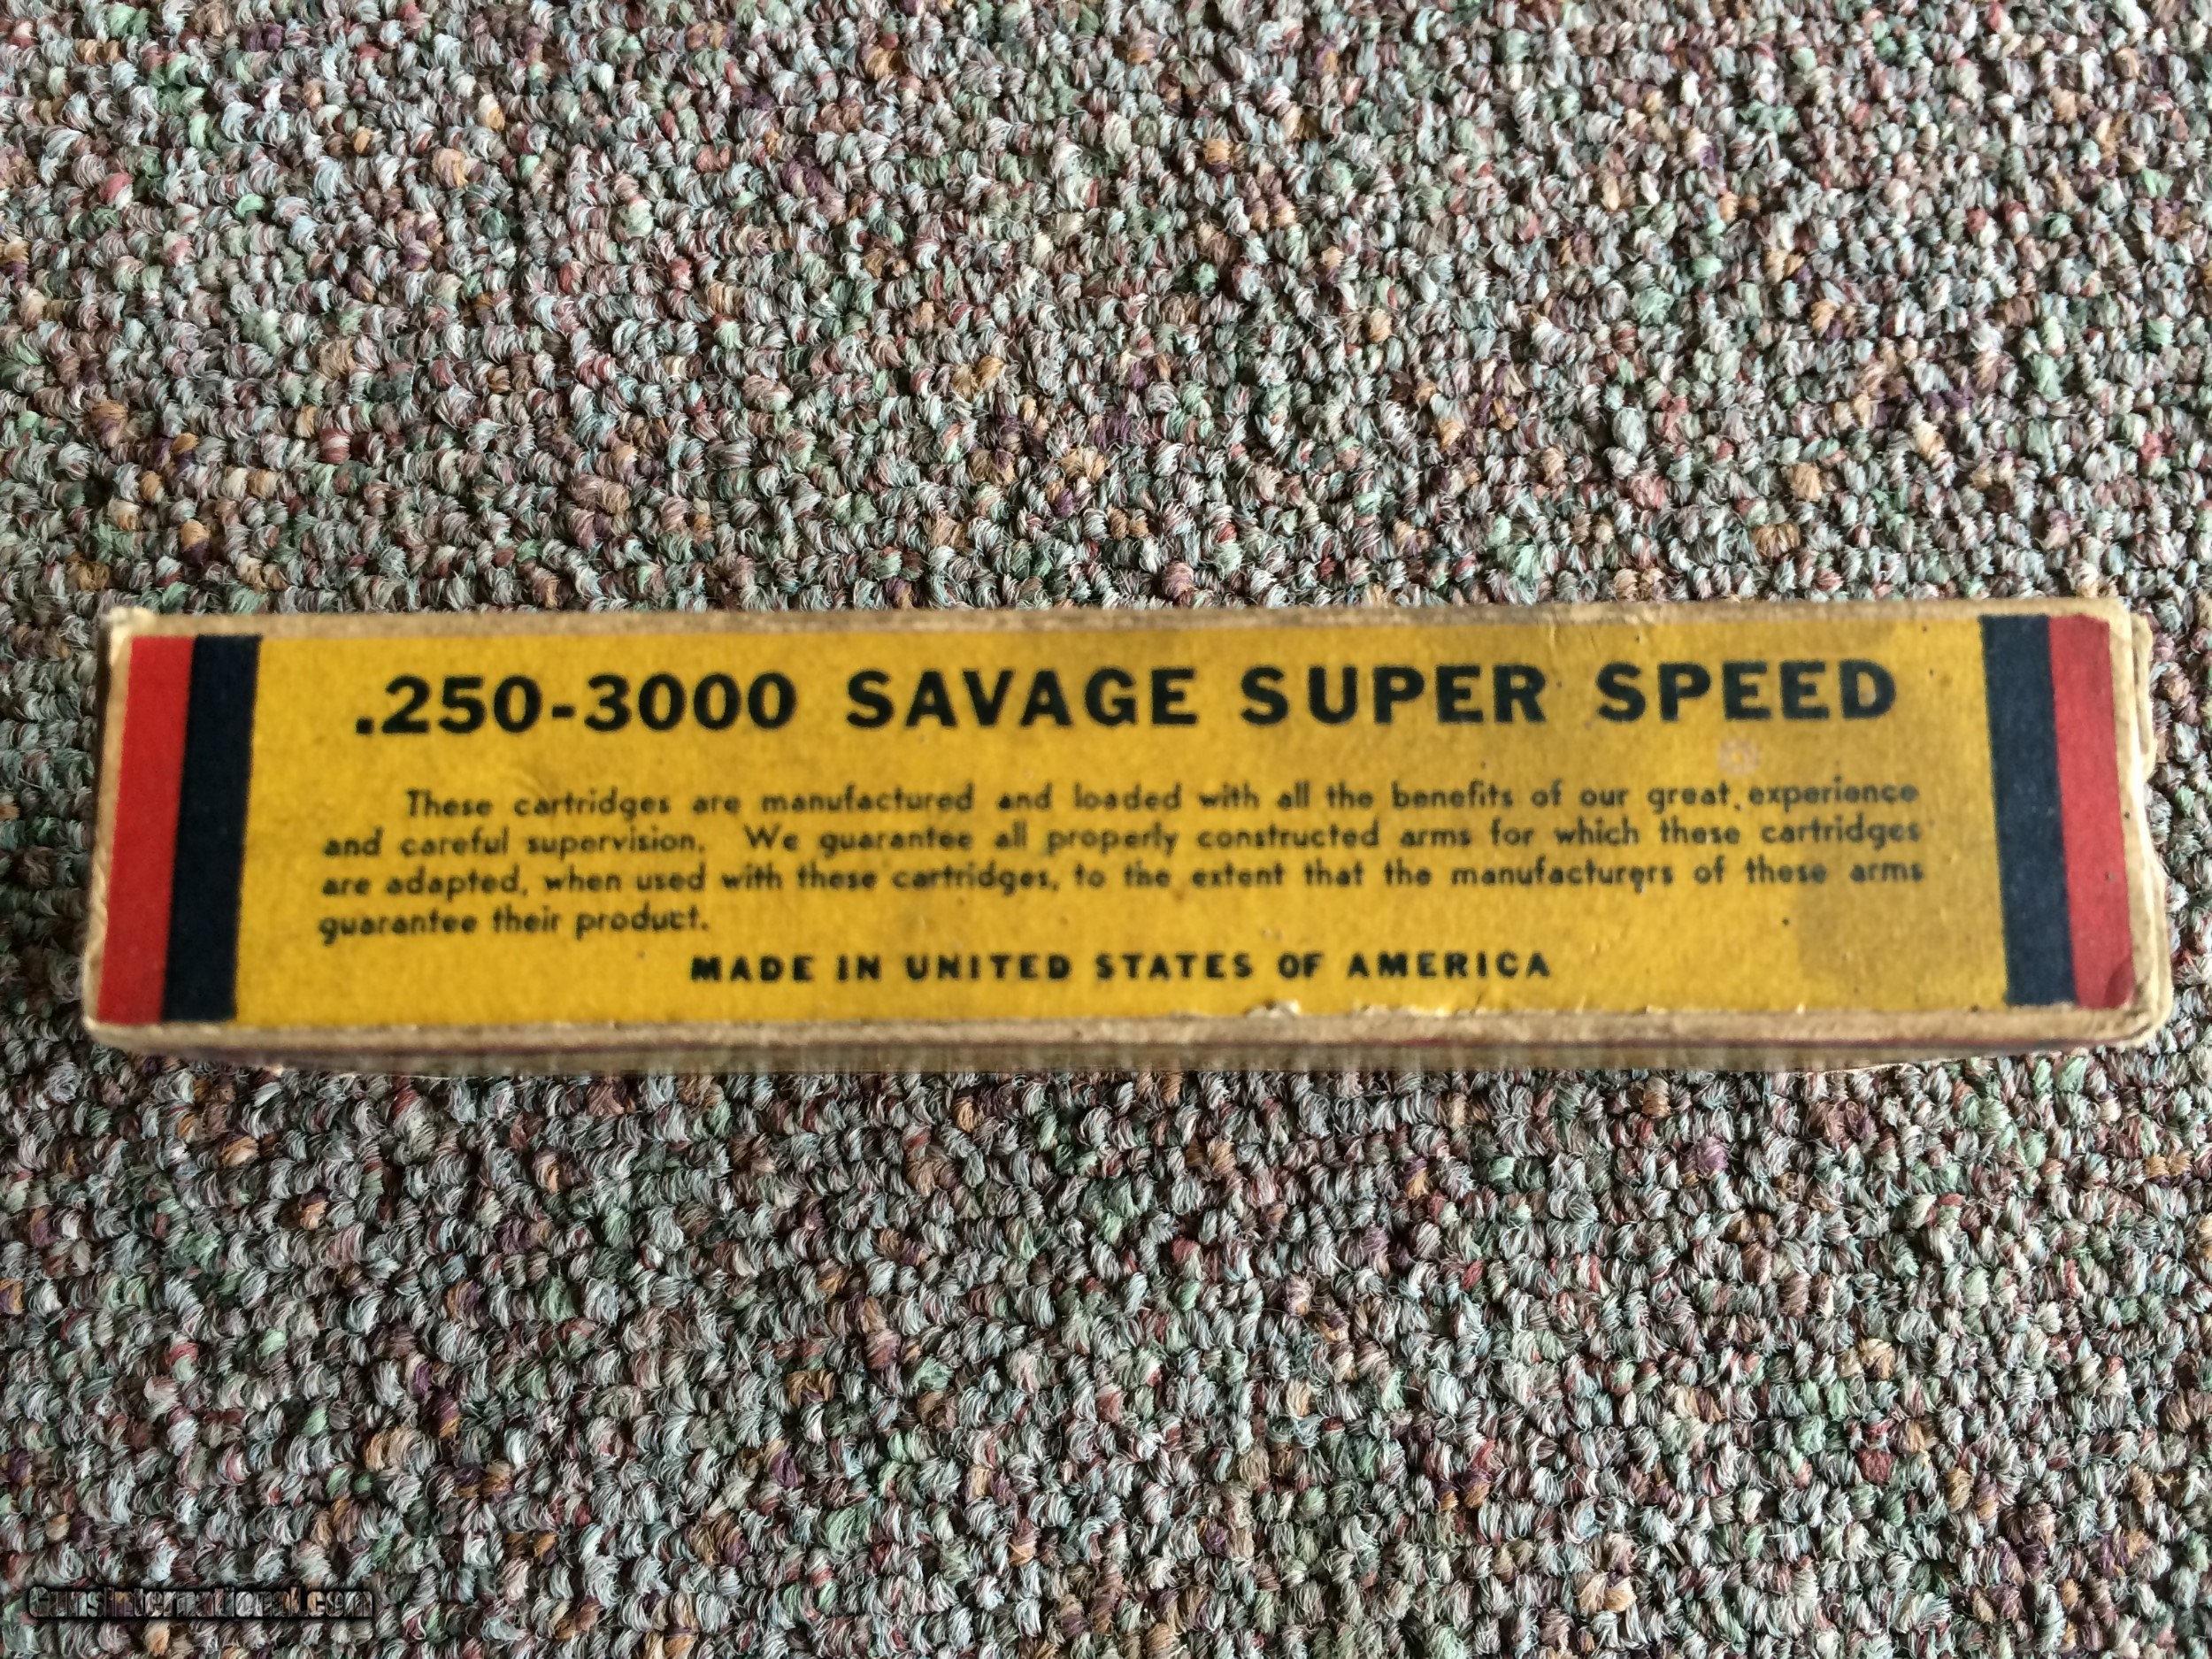 .250-3000 SAVAGE SUPER SPEED
These cartridges are manufactured and loaded with all the benefits of our great experience
and careful supervision. We guarantee all properly constructed arms for which these cartridges
are adapted, when used with these cartridges, to the extent that the manufacturers of these arms
guarantee their product.
MADE IN UNITED STATES OF AMERICA
GunsInternational.com